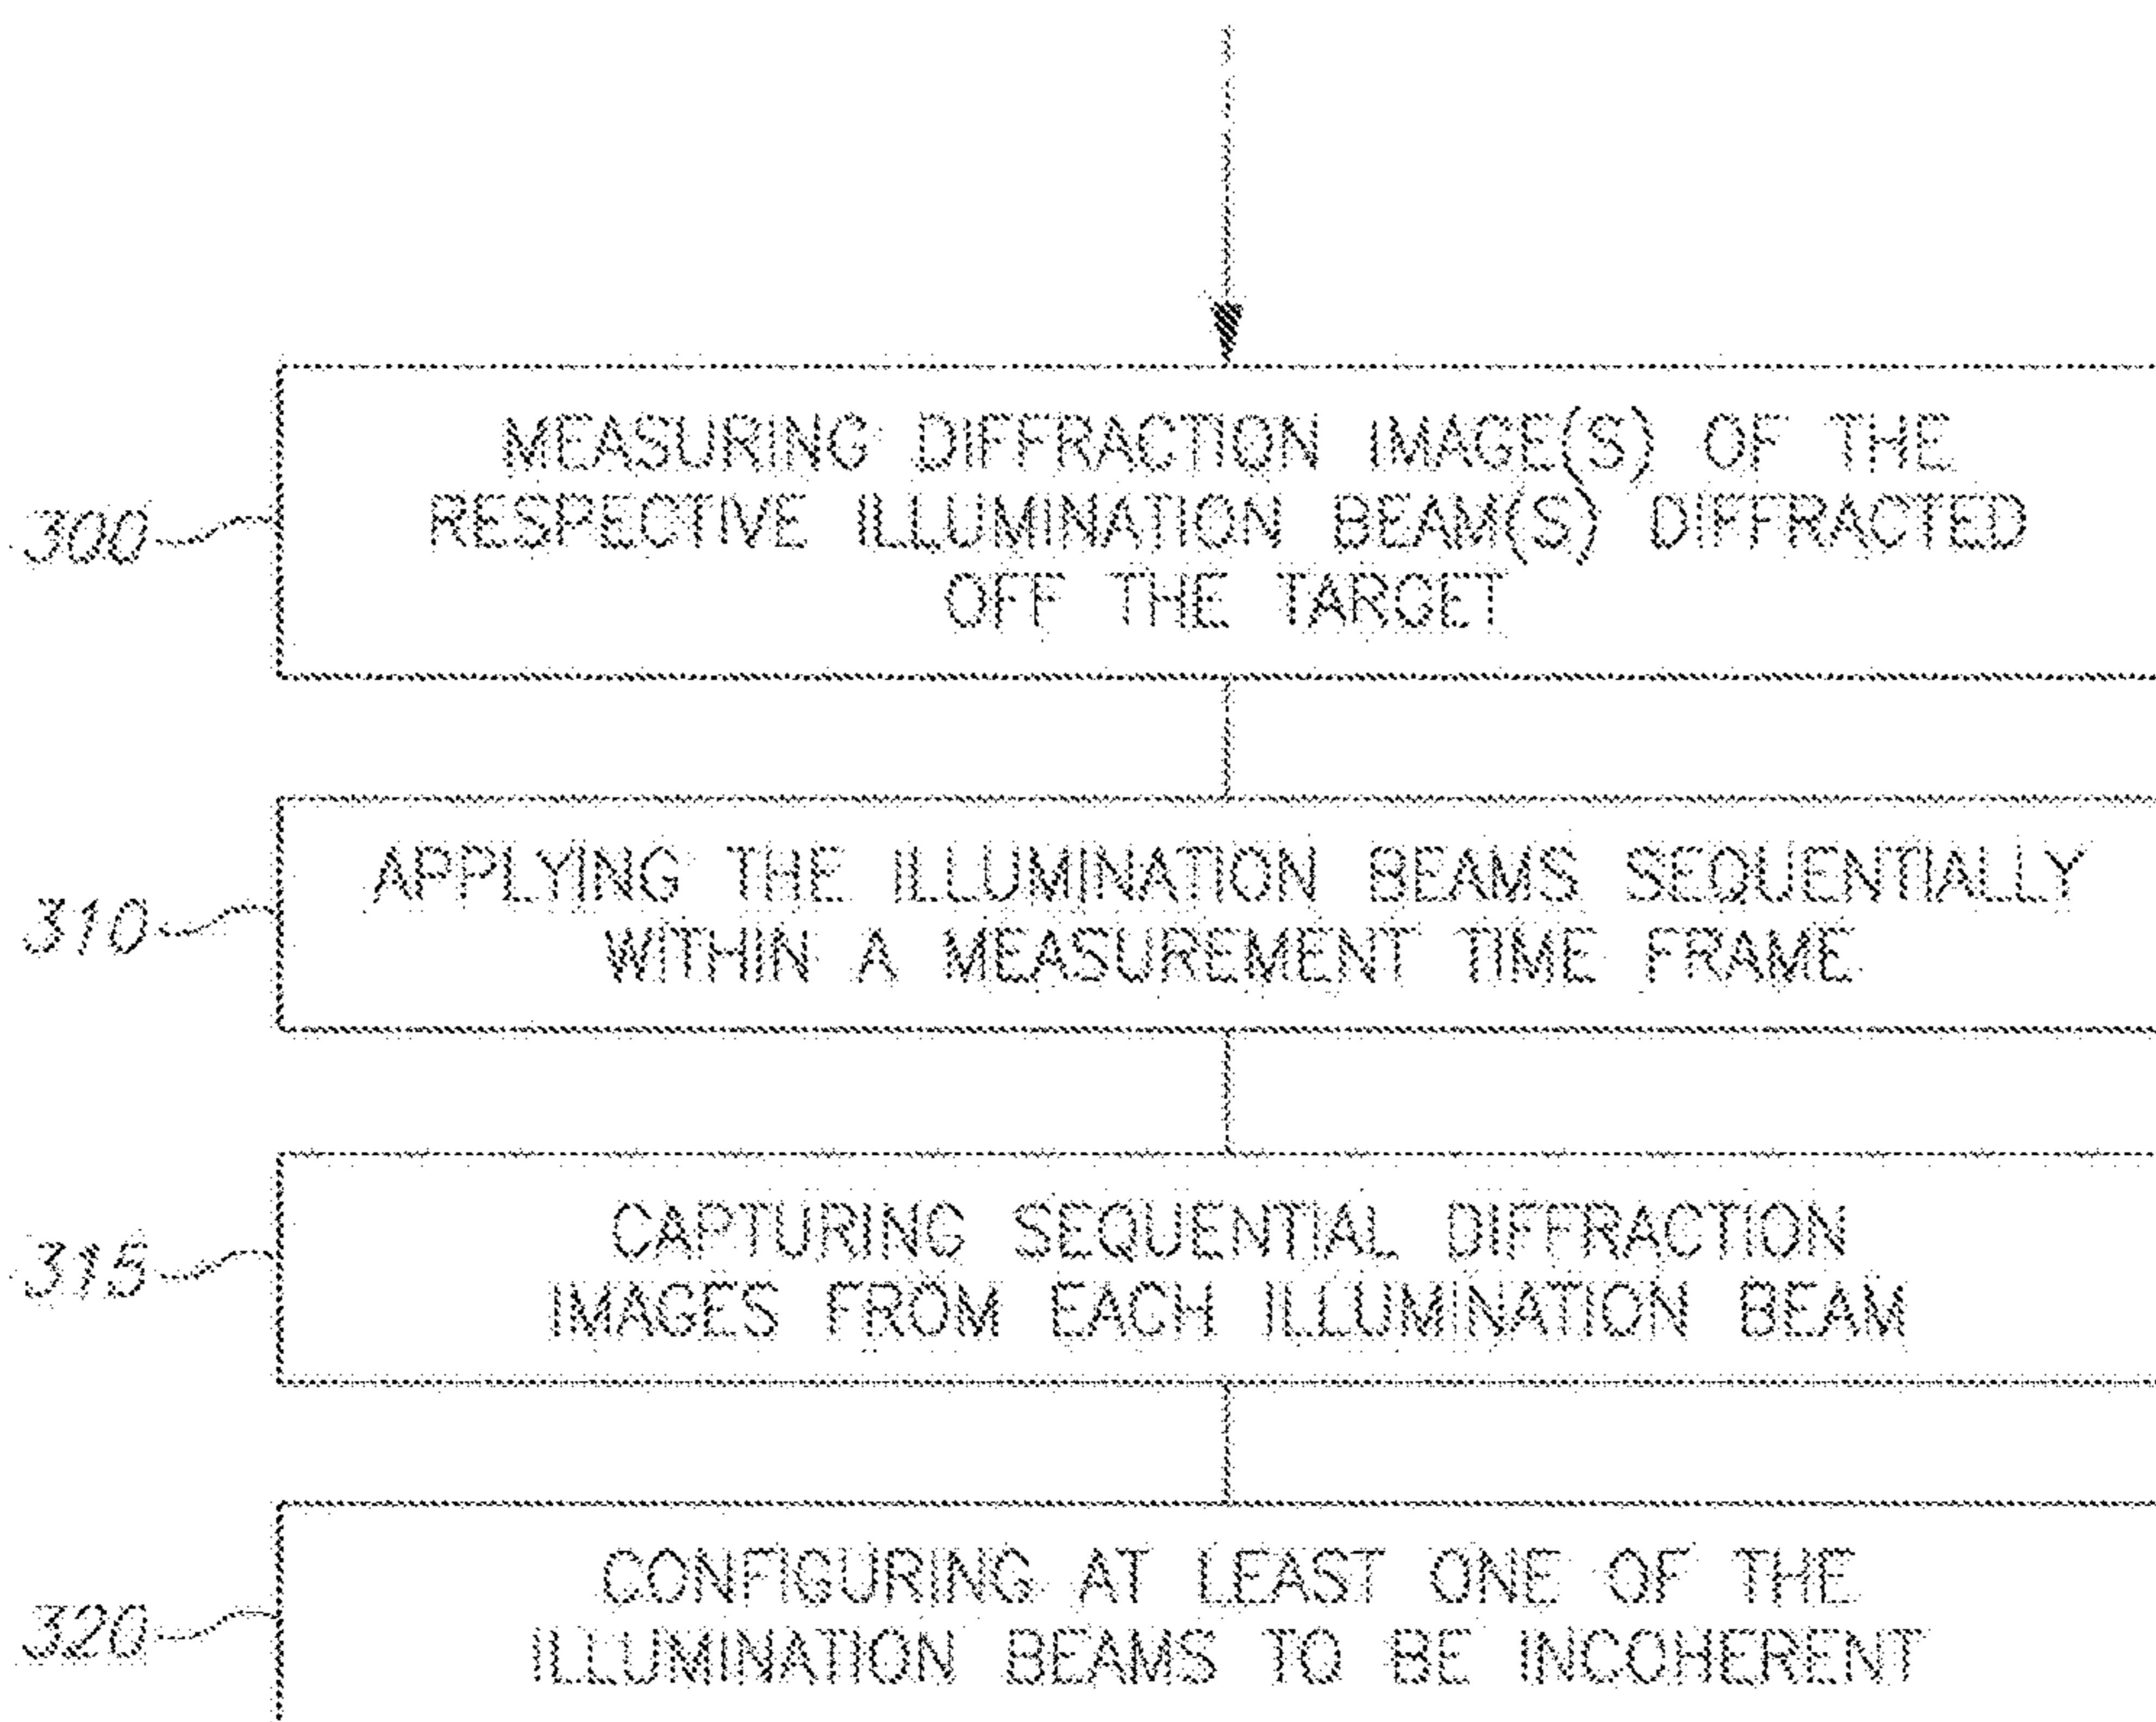 300
MEASURING DIFFRACTION IMAGE(S) OF THE
RESPECTIVE ILLUMINATION BEAM(S) DIFFRACTED
OFF THE TARGET
310
APPLYING THE ILLUMINATION BEAMS SEQUENTIALLY
WITHIN A MEASUREMENT TIME FRAME
315
CAPTURING SEQUENTIAL DIFFRACTION
IMAGES FROM EACH ILLUMINATION BEAM
320
CONFIGURING AT LEAST ONE OF THE
ILLUMINATION BEAMS TO BE INCOHERENT